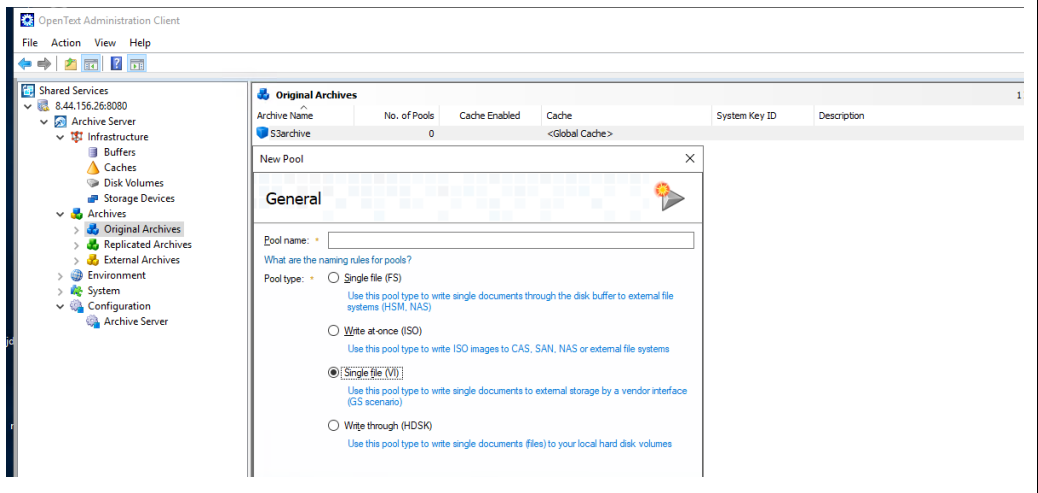 OpenText Administration Client
File Action View Help
Shared Services
8.44.156.26:8080
Archive Server
Infrastructure
Buffers
Caches
Disk Volumes
Storage Devices
Archives
Original Archives
Replicated Archives
External Archives
Environment
System
Configuration
Archive Server
Original Archives 1
Archive Name No. of Pools Cache Enabled Cache System Key ID Description
S3archive 0 <Global Cache>
New Pool
General
Pool name: *
What are the naming rules for pools?
Pool type: * Single file (FS)
Use this pool type to write single documents through the disk buffer to external file
systems (HSM, NAS)
Write at-once (ISO)
Use this pool type to write ISO images to CAS, SAN, NAS or external file systems
Single file (VI)
Use this pool type to write single documents to external storage by a vendor interface
(GS scenario)
Write through (HDSK)
Use this pool type to write single documents (files) to your local hard disk volumes